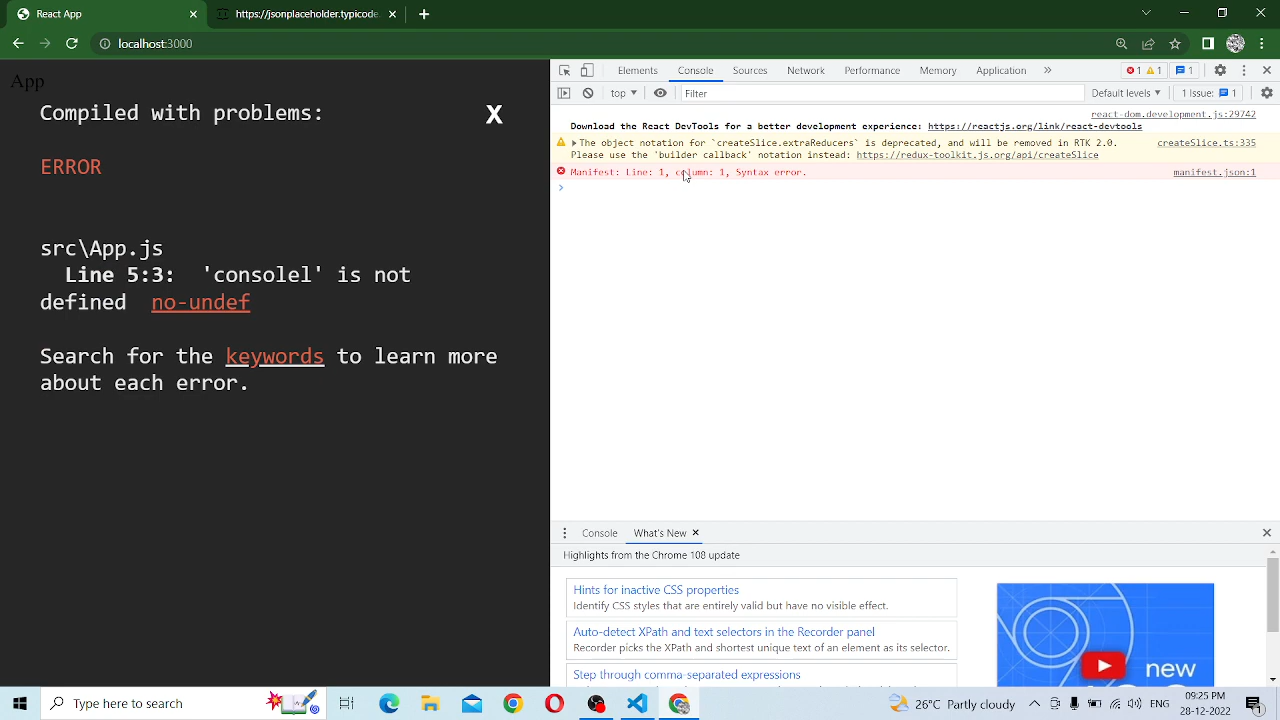 React App
https://jsonplaceholder.typicode.
localhost:3000
App
Compiled with problems:
X
ERROR
src\App.js
Line 5:3: 'consolel' is not
defined no-undef
Search for the keywords to learn more
about each error.
Elements Console Sources Network Performance Memory Application 1 1 1
top Filter Default levels 1 Issue: 1
react-dom.development.js:29742
Download the React DevTools for a better development experience: https://reactjs.org/link/react-devtools
The object notation for `createSlice.extraReducers` is deprecated, and will be removed in RTK 2.0. createSlice.ts:335
Please use the 'builder callback' notation instead: https://redux-toolkit.js.org/api/createSlice
Manifest: Line: 1, column: 1, Syntax error. manifest.json:1
Console What's New
Highlights from the Chrome 108 update
Hints for inactive CSS properties
Identify CSS styles that are entirely valid but have no visible effect.
Auto-detect XPath and text selectors in the Recorder panel
Recorder picks the XPath and shortest unique text of an element as its selector.
Step through comma-separated expressions
new
Type here to search
26°C Partly cloudy
ENG
09:25 PM
28-12-2022
1